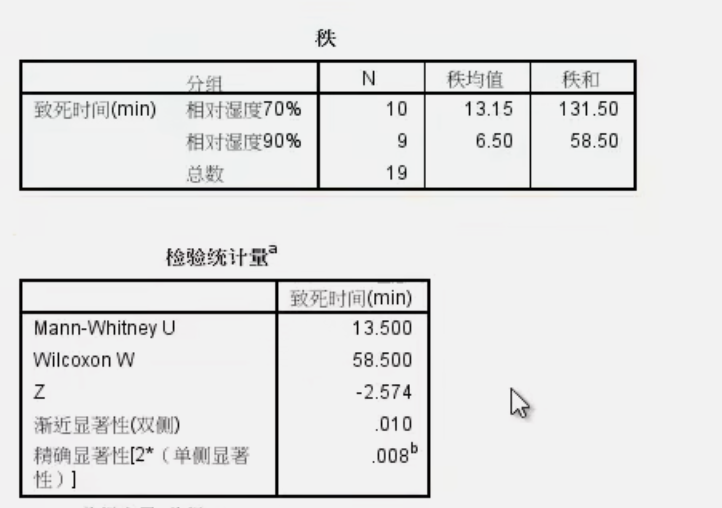 秩
分组 N 秩均值 秩和
致死时间(min) 相对湿度70% 10 13.15 131.50
相对湿度90% 9 6.50 58.50
总数 19
检验统计量a
致死时间(min)
Mann-Whitney U 13.500
Wilcoxon W 58.500
Z -2.574
渐近显著性(双侧) .010
精确显著性[2*（单侧显著 .008b
性）]